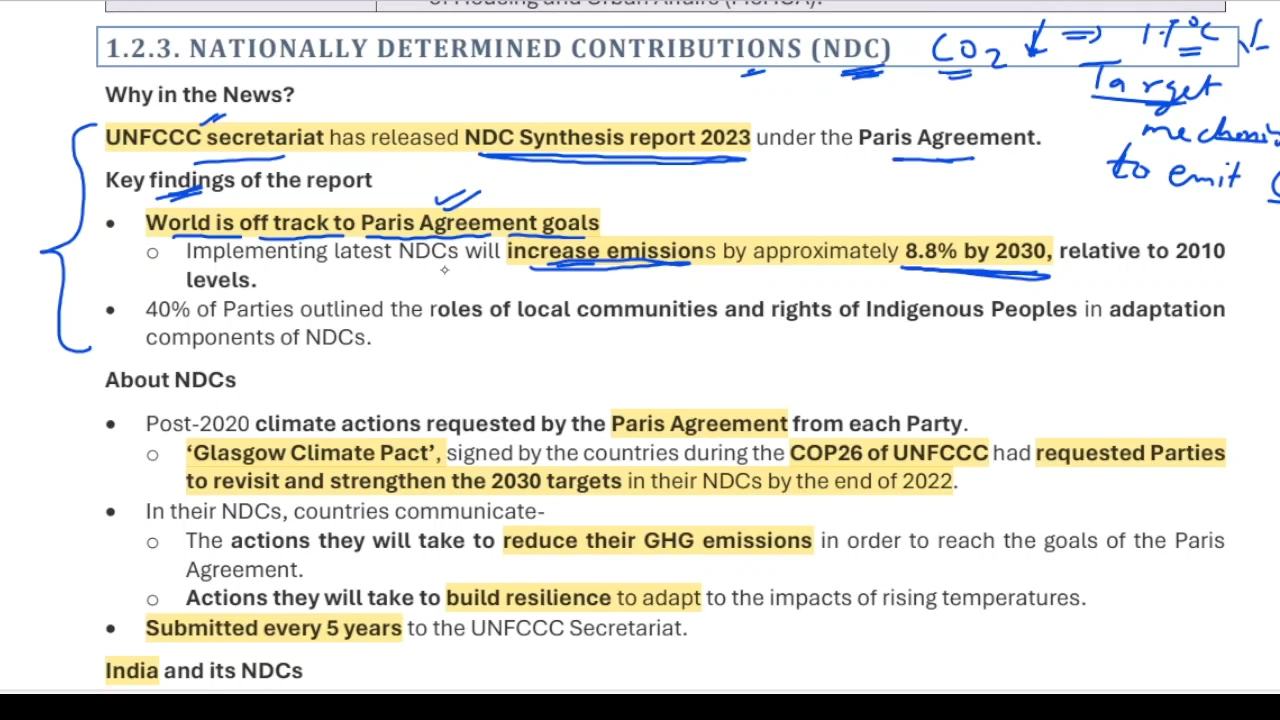 of Housing and Urban Affairs (MoHUA).
1.2.3. NATIONALLY DETERMINED CONTRIBUTIONS (NDC) CO2 ↓ ⇒
Target
Why in the News?
UNFCCC secretariat has released NDC Synthesis report 2023 under the Paris Agreement.
to emit
Key findings of the report
• World is off track to Paris Agreement goals
o Implementing latest NDCs will increase emissions by approximately 8.8% by 2030, relative to 2010
levels.
• 40% of Parties outlined the roles of local communities and rights of Indigenous Peoples in adaptation
components of NDCs.
About NDCs
• Post-2020 climate actions requested by the Paris Agreement from each Party.
o ‘Glasgow Climate Pact’, signed by the countries during the COP26 of UNFCCC had requested Parties
to revisit and strengthen the 2030 targets in their NDCs by the end of 2022.
• In their NDCs, countries communicate-
o The actions they will take to reduce their GHG emissions in order to reach the goals of the Paris
Agreement.
o Actions they will take to build resilience to adapt to the impacts of rising temperatures.
• Submitted every 5 years to the UNFCCC Secretariat.
India and its NDCs